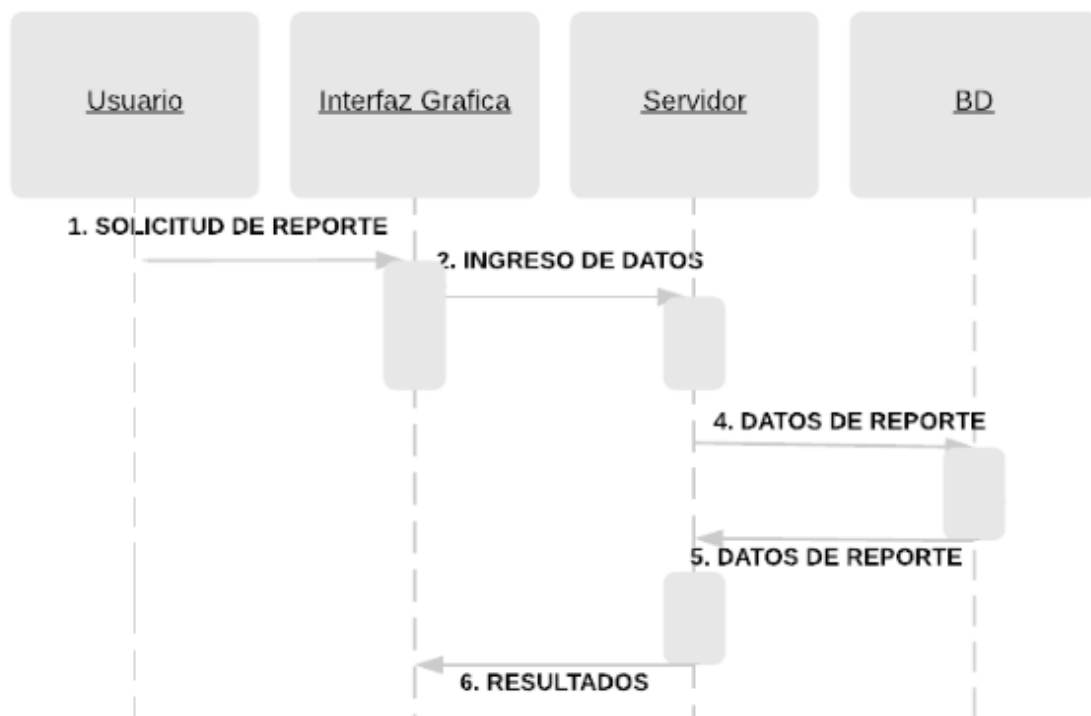 Usuario
Interfaz Grafica
Servidor
BD
1. SOLICITUD DE REPORTE
2. INGRESO DE DATOS
4. DATOS DE REPORTE
5. DATOS DE REPORTE
6. RESULTADOS